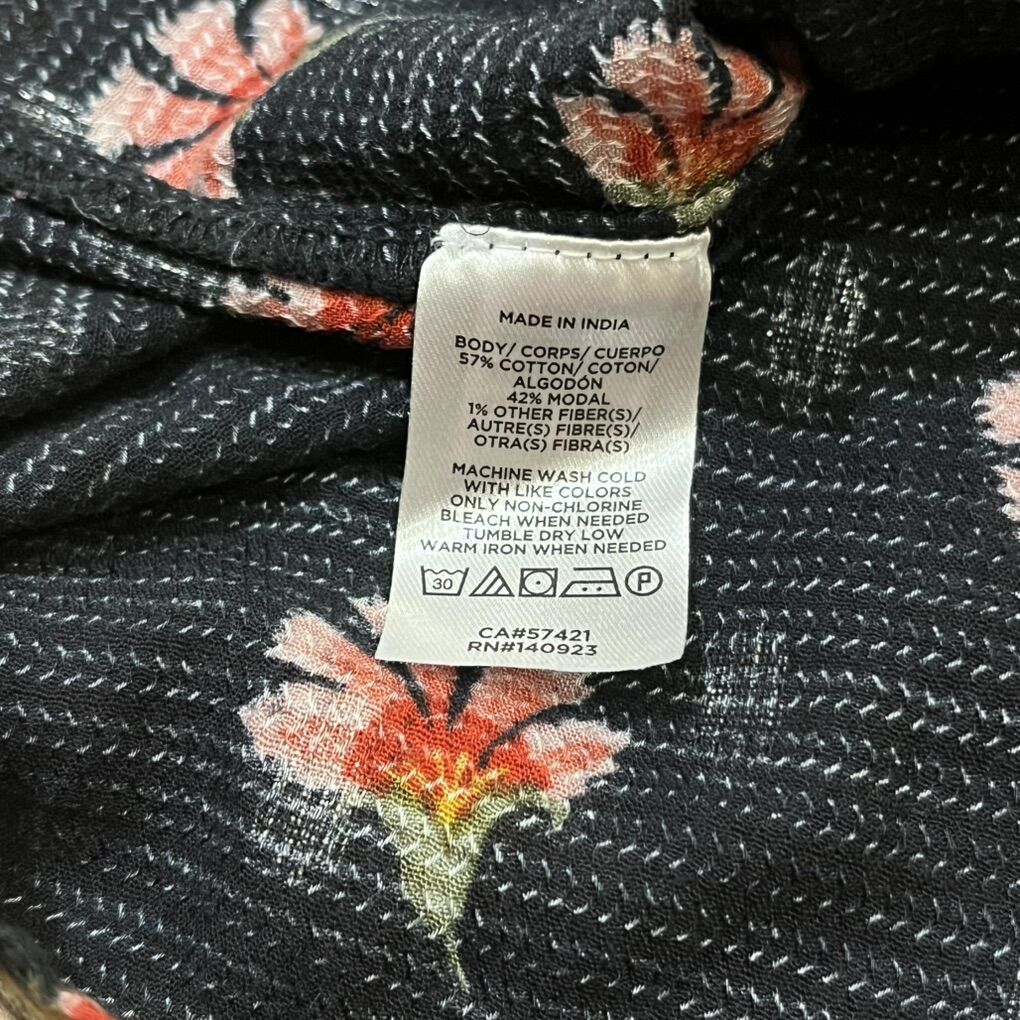 MADE IN INDIA
BODY/ CORPS/ CUERPO
57% COTTON/ COTON/
ALGODÓN
42% MODAL
1% OTHER FIBER(S)/
AUTRE(S) FIBRE(S)/
OTRA(S) FIBRA(S)
MACHINE WASH COLD
WITH LIKE COLORS
ONLY NON-CHLORINE
BLEACH WHEN NEEDED
TUMBLE DRY LOW
WARM IRON WHEN NEEDED
30 P
CA#57421
RN#140923